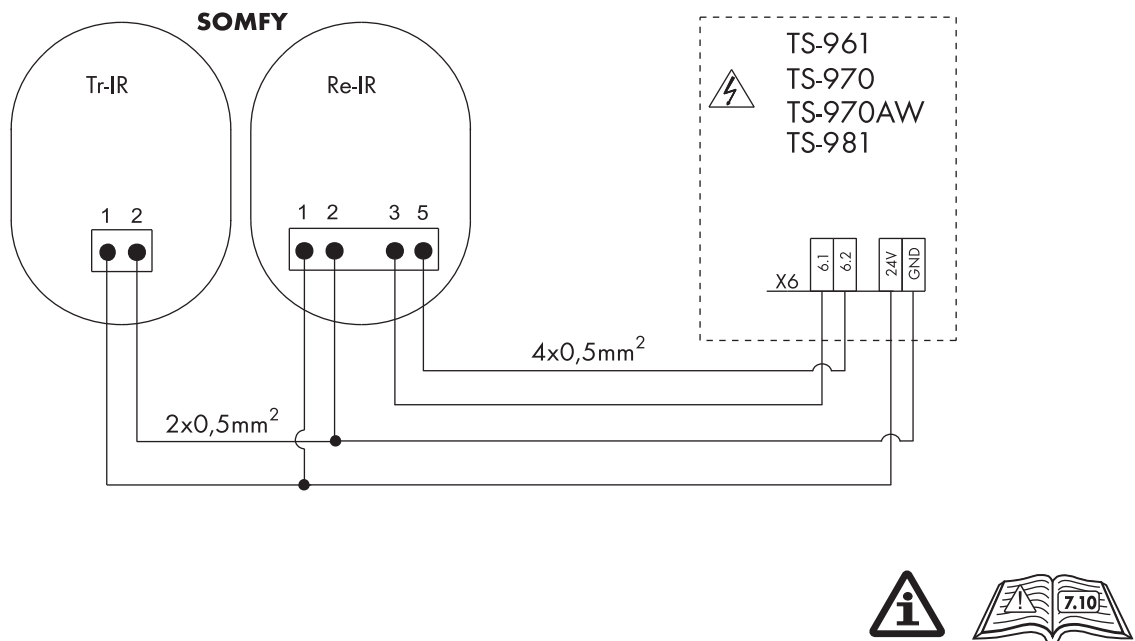 SOMFY
Tr-IR
Re-IR
TS-961
TS-970
TS-970AW
TS-981
1 2
1 2 3 5
X6
6.1
6.2
24V
GND
4x0,5mm²
2x0,5mm²
! 7.10